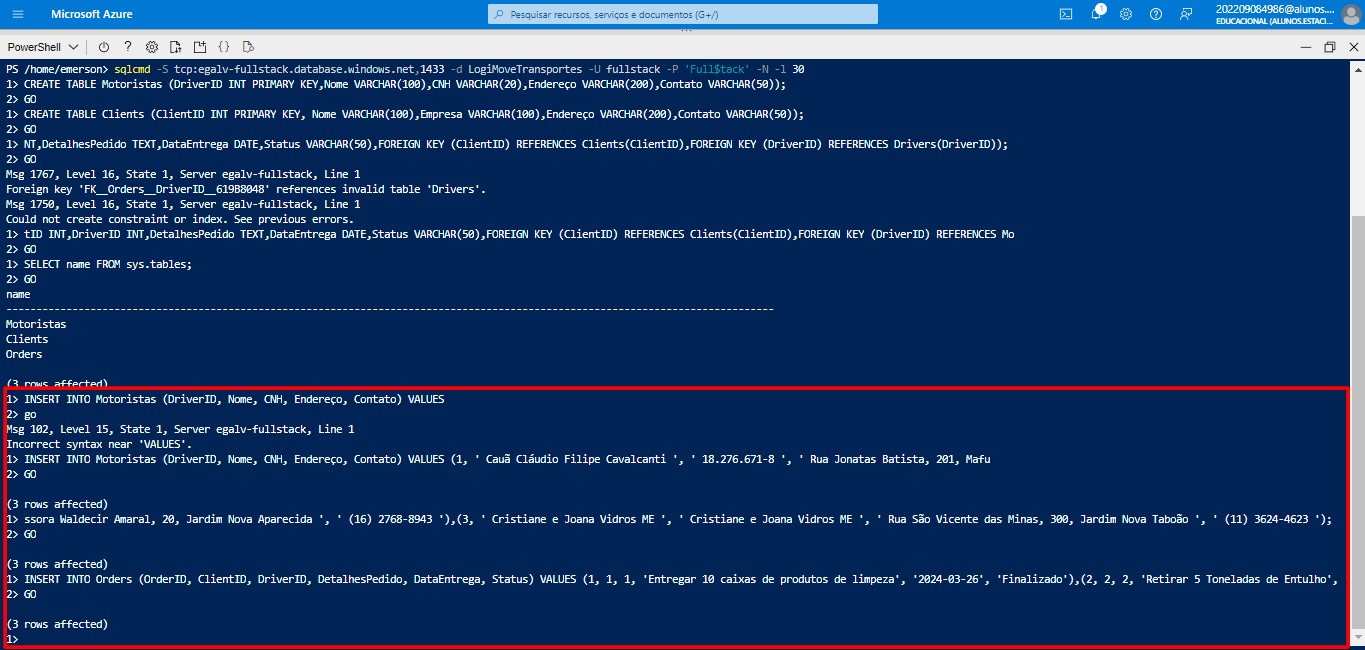 Microsoft Azure
Pesquisar recursos, serviços e documentos (G+/)
1
202209084986@alunos....
EDUCACIONAL (ALUNOS.ESTACI...
PowerShell
PS /home/emerson> sqlcmd -S tcp:egalv-fullstack.database.windows.net,1433 -d LogiMoveTransportes -U fullstack -P 'Full$tack' -N -l 30
1> CREATE TABLE Motoristas (DriverID INT PRIMARY KEY,Nome VARCHAR(100),CNH VARCHAR(20),Endereço VARCHAR(200),Contato VARCHAR(50));
2> GO
1> CREATE TABLE Clients (ClientID INT PRIMARY KEY, Nome VARCHAR(100),Empresa VARCHAR(100),Endereço VARCHAR(200),Contato VARCHAR(50));
2> GO
1> NT,DetalhesPedido TEXT,DataEntrega DATE,Status VARCHAR(50),FOREIGN KEY (ClientID) REFERENCES Clients(ClientID),FOREIGN KEY (DriverID) REFERENCES Drivers(DriverID));
2> GO
Msg 1767, Level 16, State 1, Server egalv-fullstack, Line 1
Foreign key 'FK__Orders__DriverID__619B8048' references invalid table 'Drivers'.
Msg 1750, Level 16, State 1, Server egalv-fullstack, Line 1
Could not create constraint or index. See previous errors.
1> tID INT,DriverID INT,DetalhesPedido TEXT,DataEntrega DATE,Status VARCHAR(50),FOREIGN KEY (ClientID) REFERENCES Clients(ClientID),FOREIGN KEY (DriverID) REFERENCES Mo
2> GO
1> SELECT name FROM sys.tables;
2> GO
name
--------------------------------------------------------------------------------------------------------------------------------
Motoristas
Clients
Orders
(3 rows affected)
1> INSERT INTO Motoristas (DriverID, Nome, CNH, Endereço, Contato) VALUES
2> go
Msg 102, Level 15, State 1, Server egalv-fullstack, Line 1
Incorrect syntax near 'VALUES'.
1> INSERT INTO Motoristas (DriverID, Nome, CNH, Endereço, Contato) VALUES (1, ' Cauã Cláudio Filipe Cavalcanti ', ' 18.276.671-8 ', ' Rua Jonatas Batista, 201, Mafu
2> GO
(3 rows affected)
1> ssora Waldecir Amaral, 20, Jardim Nova Aparecida ', ' (16) 2768-8943 '),(3, ' Cristiane e Joana Vidros ME ', ' Cristiane e Joana Vidros ME ', ' Rua São Vicente das Minas, 300, Jardim Nova Taboão ', ' (11) 3624-4623 ');
2> GO
(3 rows affected)
1> INSERT INTO Orders (OrderID, ClientID, DriverID, DetalhesPedido, DataEntrega, Status) VALUES (1, 1, 1, 'Entregar 10 caixas de produtos de limpeza', '2024-03-26', 'Finalizado'),(2, 2, 2, 'Retirar 5 Toneladas de Entulho',
2> GO
(3 rows affected)
1>